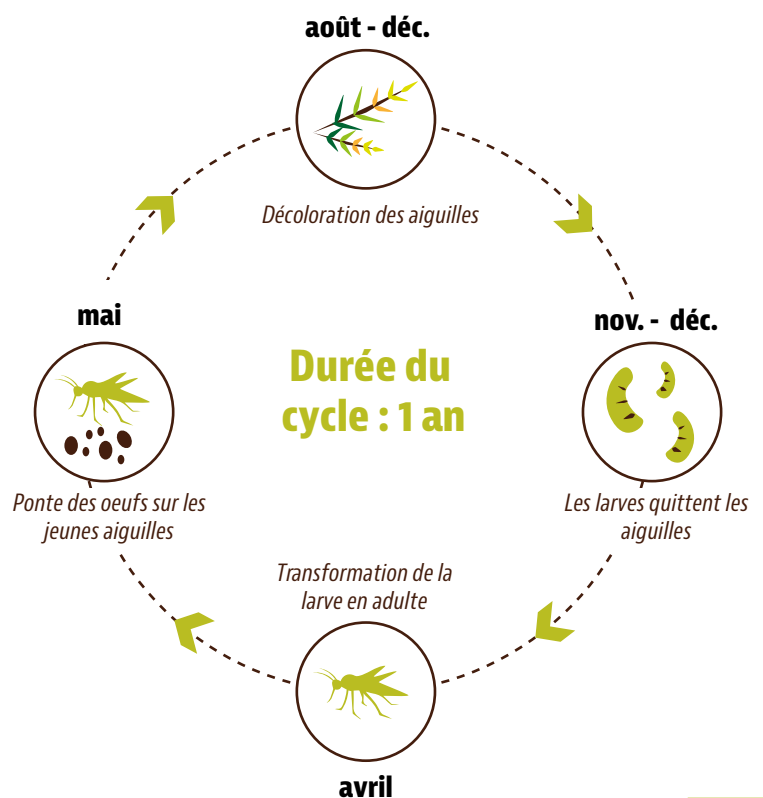 août - déc.
Décoloration des aiguilles
mai
nov. - déc.
Durée du
cycle : 1 an
Ponte des oeufs sur les
jeunes aiguilles
Les larves quittent les
aiguilles
Transformation de la
larve en adulte
avril